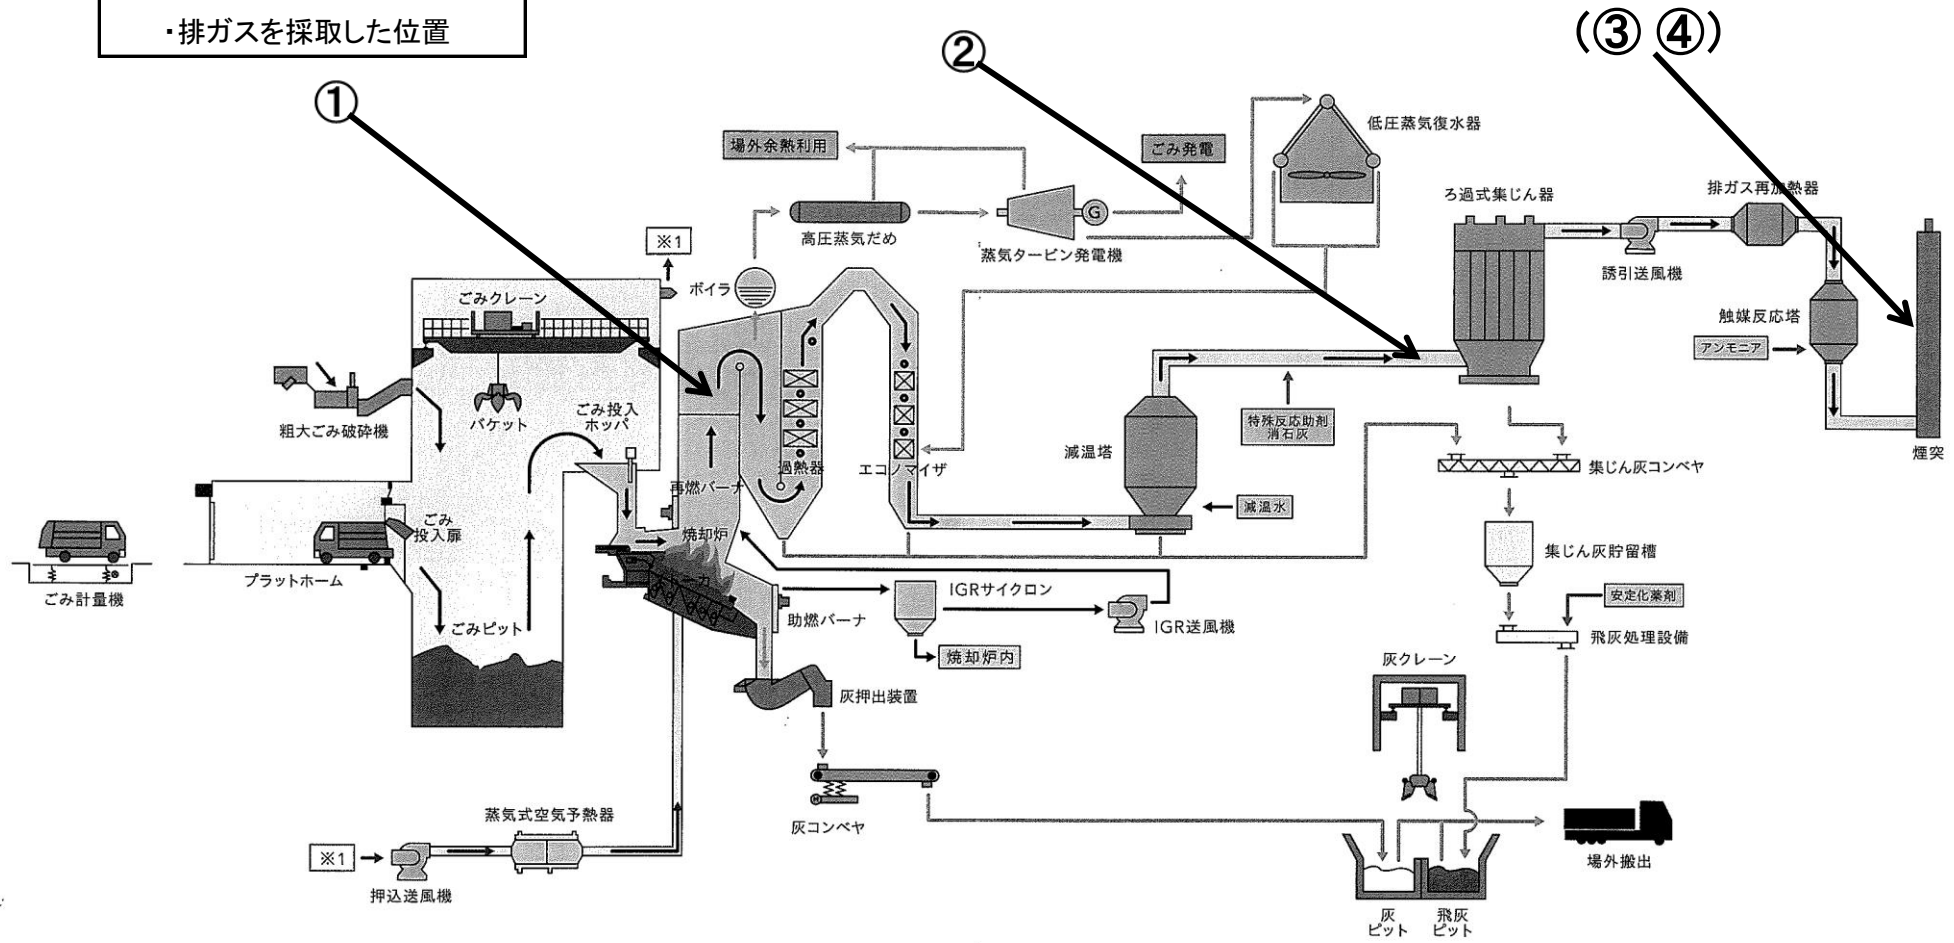 ・排ガスを採取した位置
①
②
(③ ④)
場外余熱利用
ごみ発電
低圧蒸気復水器
高圧蒸気だめ
G
蒸気タービン発電機
ろ過式集じん器
排ガス再加熱器
誘引送風機
※1
ボイラ
ごみクレーン
触媒反応塔
アンモニア
粗大ごみ破砕機
バケット
ごみ投入
ホッパ
特殊反応助剤
消石灰
減温塔
煙突
過熱器
エコノマイザ
集じん灰コンベヤ
再燃バーナ
減温水
ごみ
投入扉
焼却炉
集じん灰貯留槽
プラットホーム
ごみ計量機
ストーカ
IGRサイクロン
安定化薬剤
助燃バーナ
IGR送風機
ごみピット
飛灰処理設備
焼却炉内
灰クレーン
灰押出装置
蒸気式空気予熱器
灰コンベヤ
※1
押込送風機
場外搬出
灰
ピット
飛灰
ピット